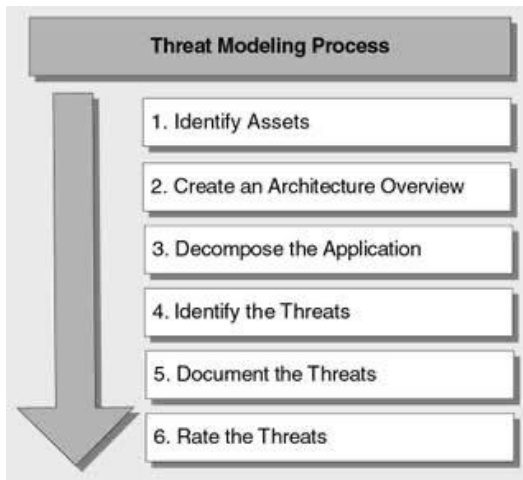 Threat Modeling Process
1. Identify Assets
2. Create an Architecture Overview
3. Decompose the Application
4. Identify the Threats
5. Document the Threats
6. Rate the Threats